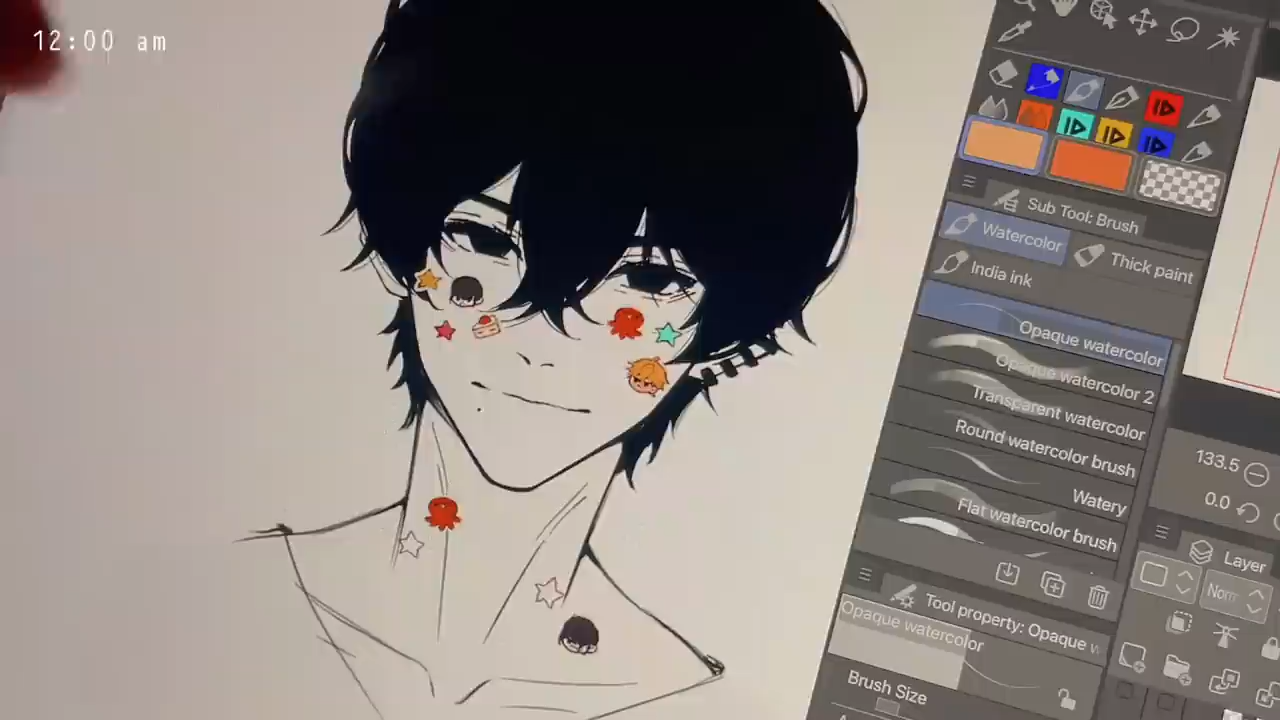 12:00 am
Sub Tool: Brush
Watercolor
Thick paint
India ink
Opaque watercolor
Opaque watercolor 2
Transparent watercolor
Round watercolor brush
Watery
Flat watercolor brush
133.5
0.0
Layer
Tool property: Opaque w
Opaque watercolor
Brush Size